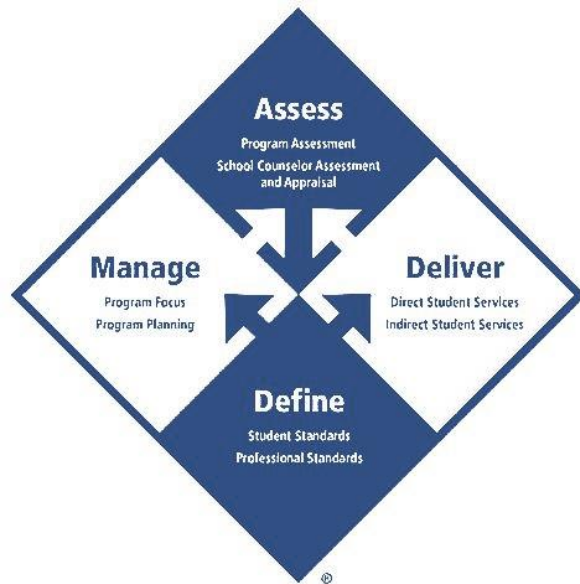 Assess
Program Assessment
School Counselor Assessment
and Appraisal
Manage
Program Focus
Program Planning
Deliver
Direct Student Services
Indirect Student Services
Define
Student Standards
Professional Standards
®